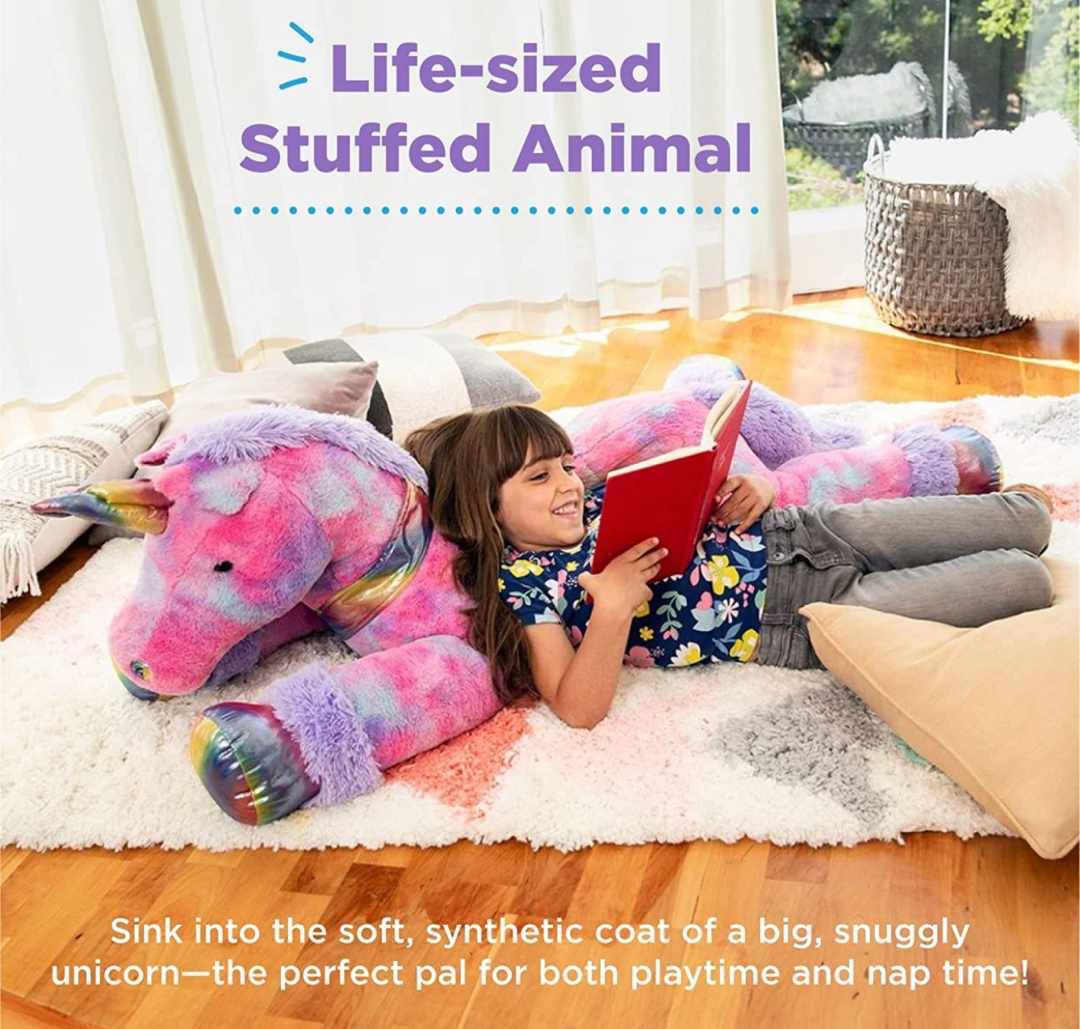 Life-sized
Stuffed Animal
Sink into the soft, synthetic coat of a big, snuggly
unicorn—the perfect pal for both playtime and nap time!